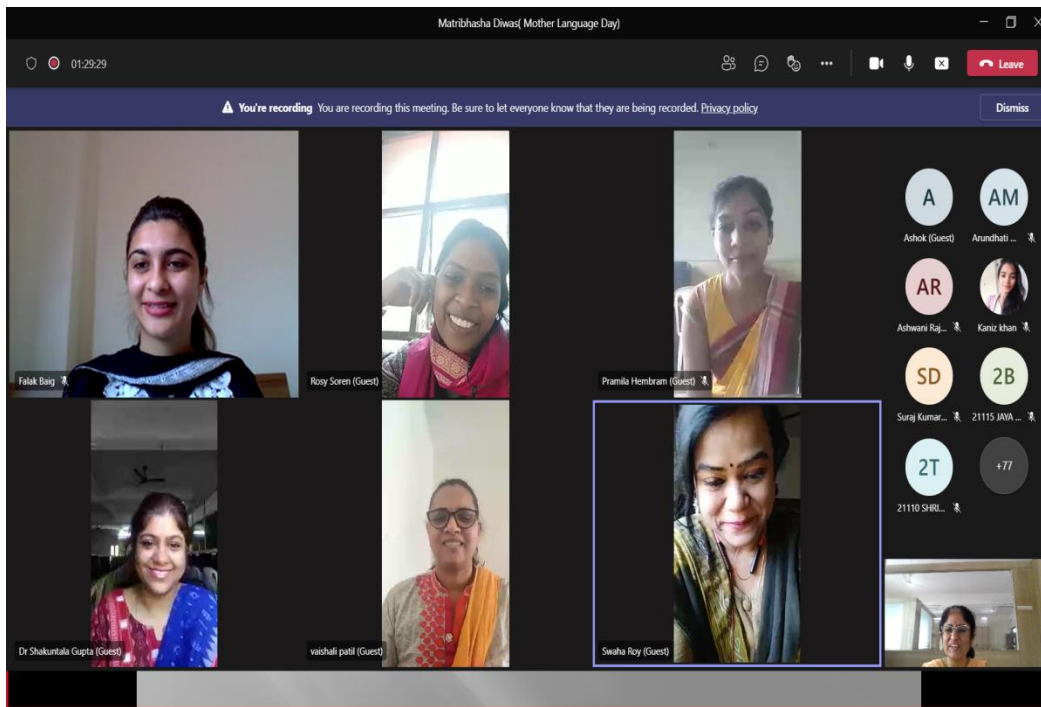 Matribhasha Diwas( Mother Language Day)
01:29:29
Leave
You're recording You are recording this meeting. Be sure to let everyone know that they are being recorded. Privacy policy
Dismiss
Falak Baig
Rosy Soren (Guest)
Pramila Hembram (Guest)
A
AM
Ashok (Guest)
Arundhati ...
AR
Ashwani Raj...
Kaniz khan
SD
2B
Suraj Kumar...
21115 JAYA ...
2T
+77
21110 SHRI...
Dr Shakuntala Gupta (Guest)
vaishali patil (Guest)
Swaha Roy (Guest)